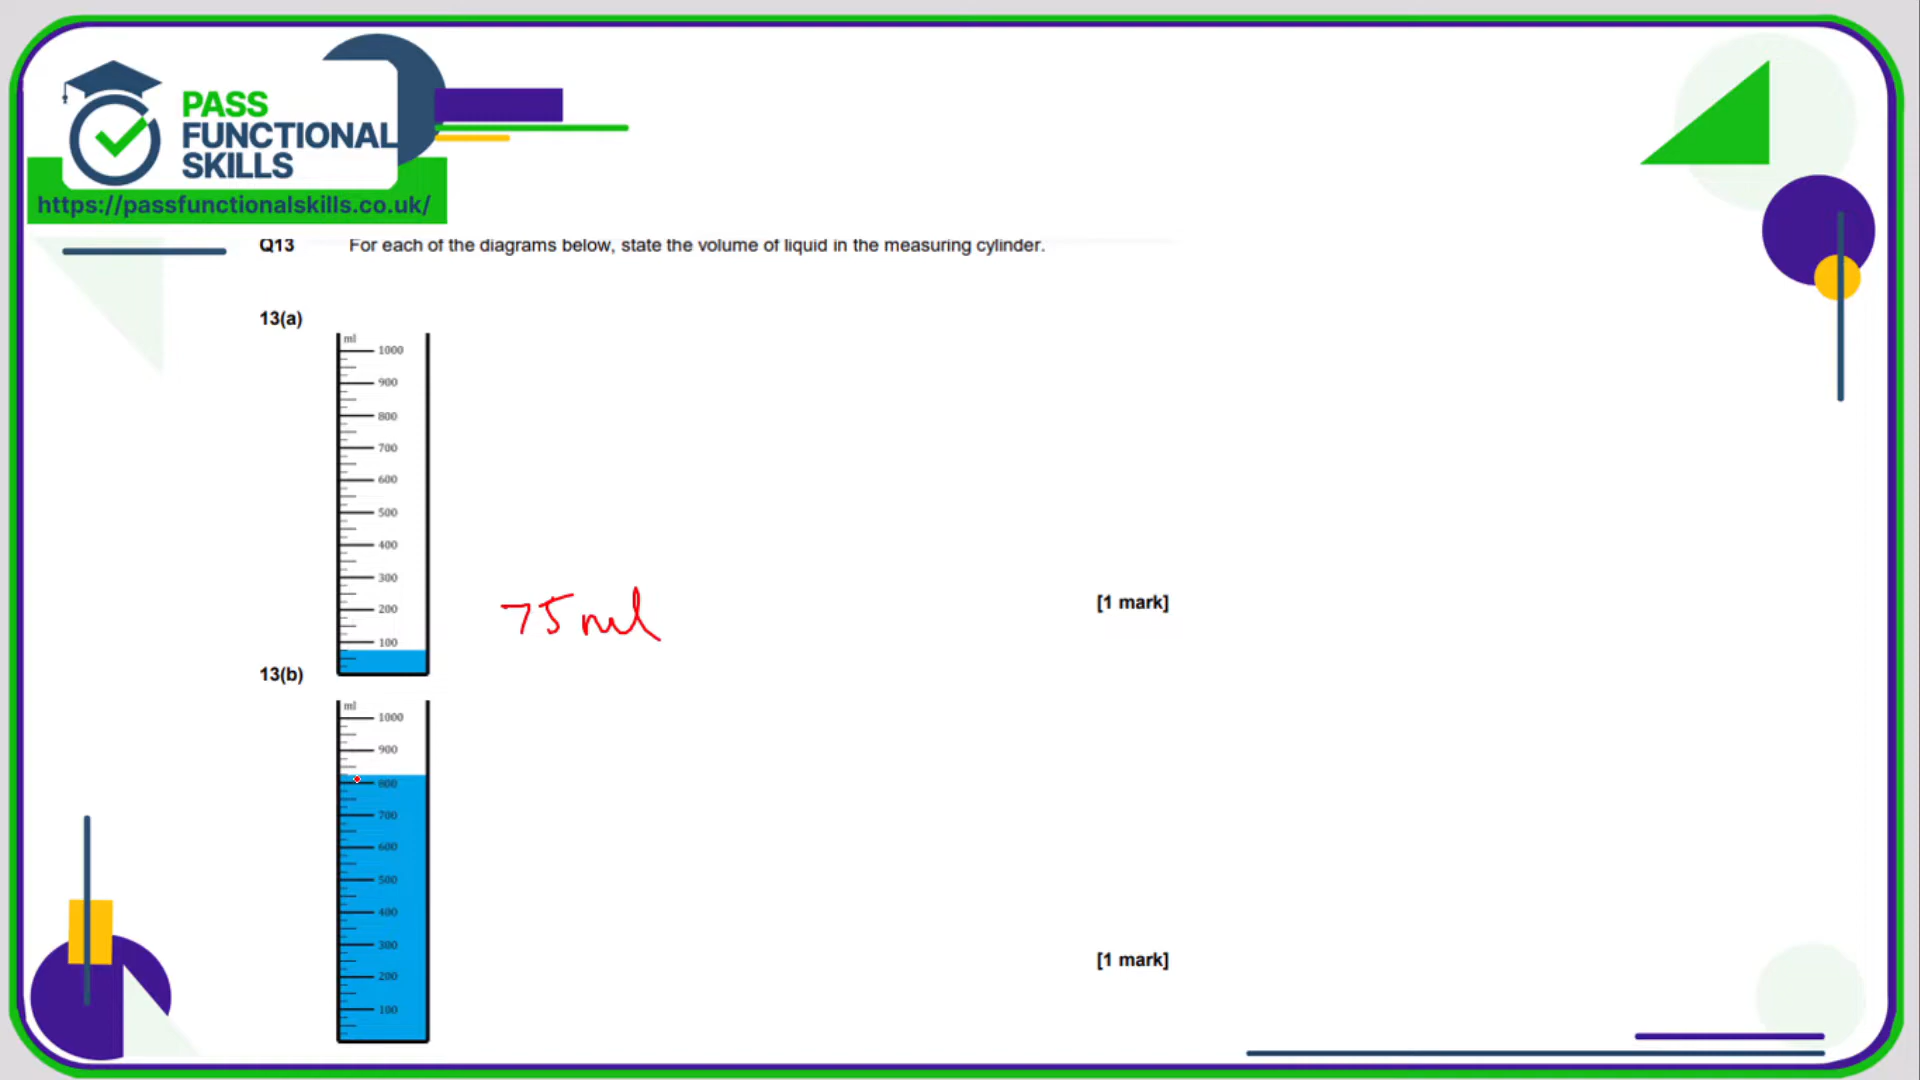 PASS
FUNCTIONAL
SKILLS
https://passfunctionalskills.co.uk/
Q13 For each of the diagrams below, state the volume of liquid in the measuring cylinder.
13(a)
ml
1000
900
800
700
600
500
400
300
200
100
75ml
[1 mark]
13(b)
ml
1000
900
800
700
600
500
400
300
200
100
[1 mark]